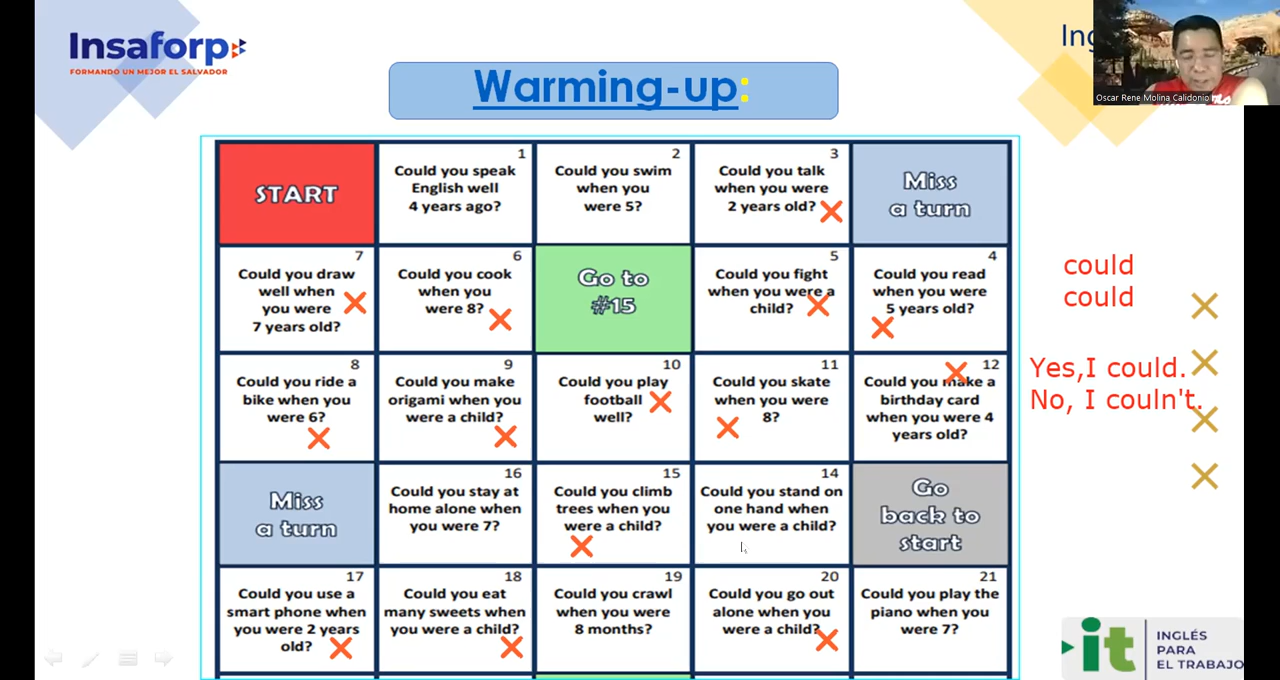 Insaforp
FORMANDO UN MEJOR EL SALVADOR
Warming-up:
Ing
Oscar Rene Molina Calidonio
START
1
Could you speak
English well
4 years ago?
2
Could you swim
when you
were 5?
3
Could you talk
when you were
2 years old?
Miss
a turn
7
Could you draw
well when
you were
7 years old?
6
Could you cook
when you
were 8?
Go to
#15
5
Could you fight
when you were a
child?
4
Could you read
when you were
5 years old?
8
Could you ride a
bike when you
were 6?
9
Could you make
origami when you
were a child?
10
Could you play
football
well?
11
Could you skate
when you were
8?
12
Could you make a
birthday card
when you were 4
years old?
Miss
a turn
16
Could you stay at
home alone when
you were 7?
15
Could you climb
trees when you
were a child?
14
Could you stand on
one hand when
you were a child?
Go
back to
start
17
Could you use a
smart phone when
you were 2 years
old?
18
Could you eat
many sweets when
you were a child?
19
Could you crawl
when you were
8 months?
20
Could you go out
alone when you
were a child?
21
Could you play the
piano when you
were 7?
could
could
Yes,I could.
No, I couln't.
it
INGLÉS
PARA
EL TRABAJO